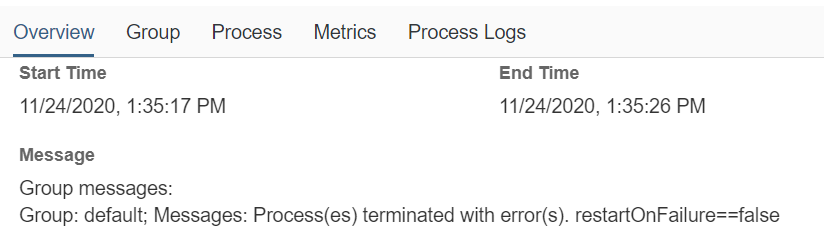 Overview Group Process Metrics Process Logs
Start Time End Time
11/24/2020, 1:35:17 PM 11/24/2020, 1:35:26 PM
Message
Group messages:
Group: default; Messages: Process(es) terminated with error(s). restartOnFailure==false